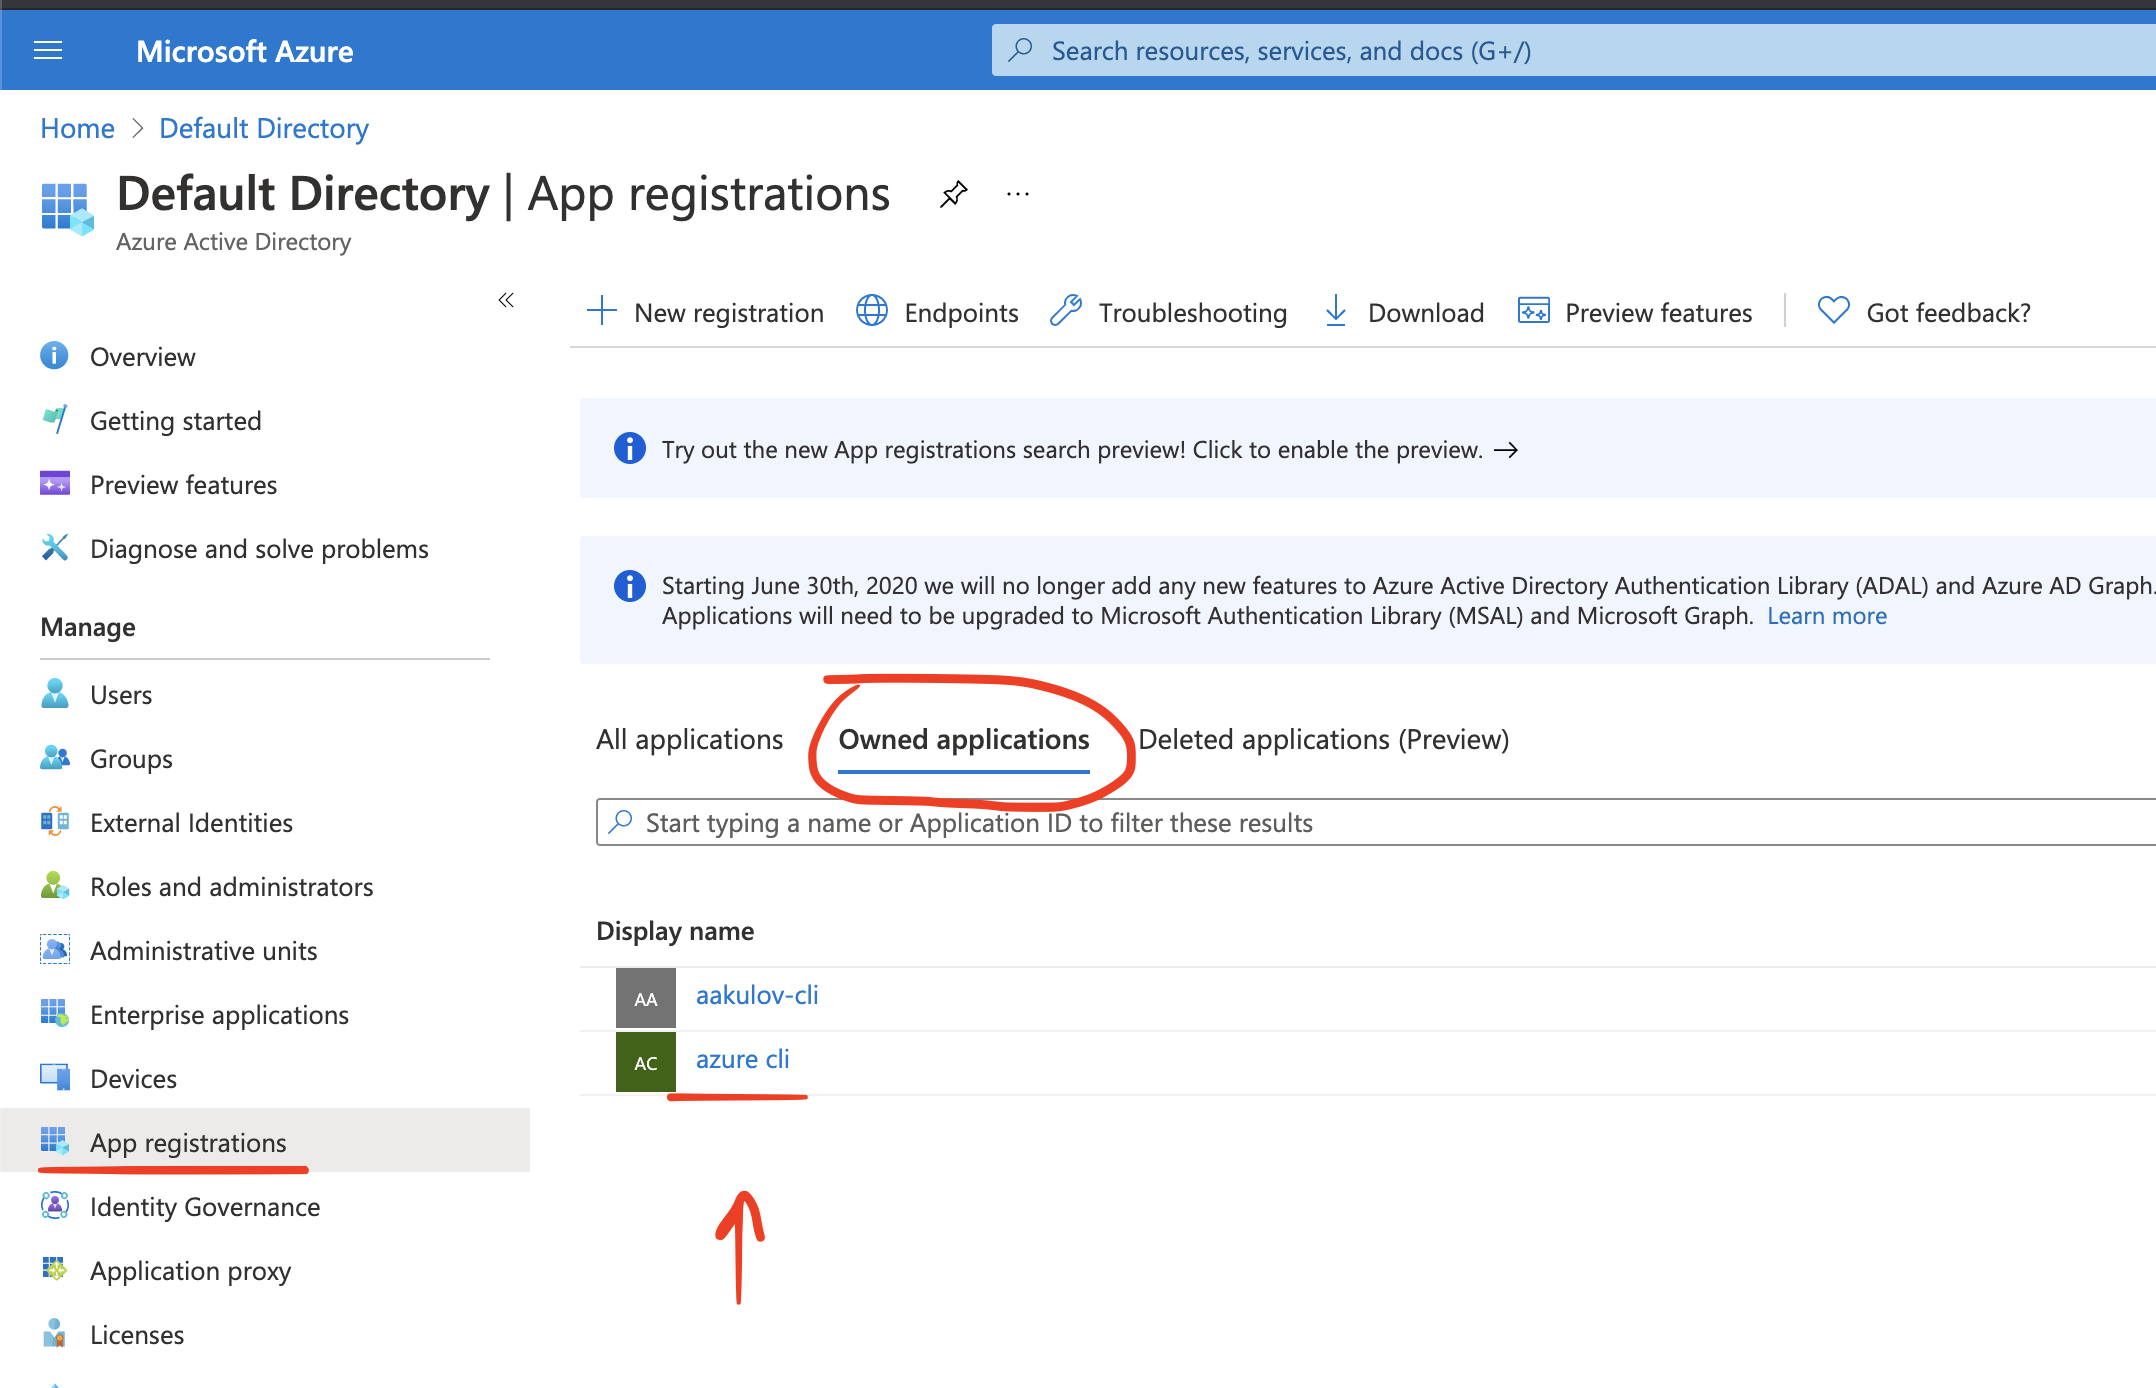 Microsoft Azure
Search resources, services, and docs (G+/)
Home > Default Directory
Default Directory | App registrations
...
Azure Active Directory
«
New registration
Endpoints
Troubleshooting
Download
Preview features
Got feedback?
Overview
Getting started
Preview features
Diagnose and solve problems
Manage
Users
Groups
External Identities
Roles and administrators
Administrative units
Enterprise applications
Devices
App registrations
Identity Governance
Application proxy
Licenses
Try out the new App registrations search preview! Click to enable the preview. →
Starting June 30th, 2020 we will no longer add any new features to Azure Active Directory Authentication Library (ADAL) and Azure AD Graph.
Applications will need to be upgraded to Microsoft Authentication Library (MSAL) and Microsoft Graph. Learn more
All applications
Owned applications
Deleted applications (Preview)
Start typing a name or Application ID to filter these results
Display name
AA aakulov-cli
AC azure cli